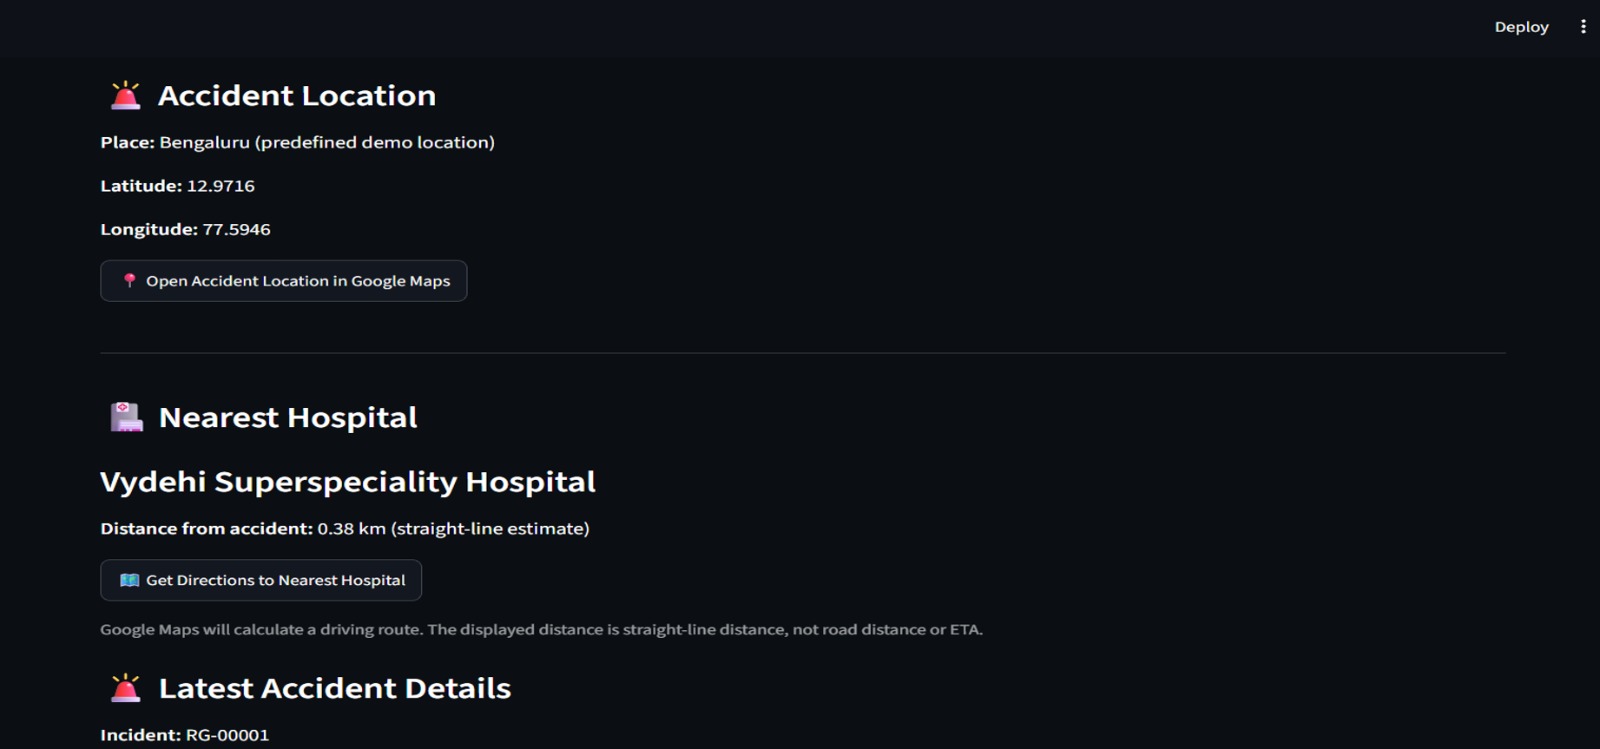 Deploy
Accident Location
Place: Bengaluru (predefined demo location)
Latitude: 12.9716
Longitude: 77.5946
Open Accident Location in Google Maps
Nearest Hospital
Vydehi Superspeciality Hospital
Distance from accident: 0.38 km (straight-line estimate)
Get Directions to Nearest Hospital
Google Maps will calculate a driving route. The displayed distance is straight-line distance, not road distance or ETA.
Latest Accident Details
Incident: RG-00001